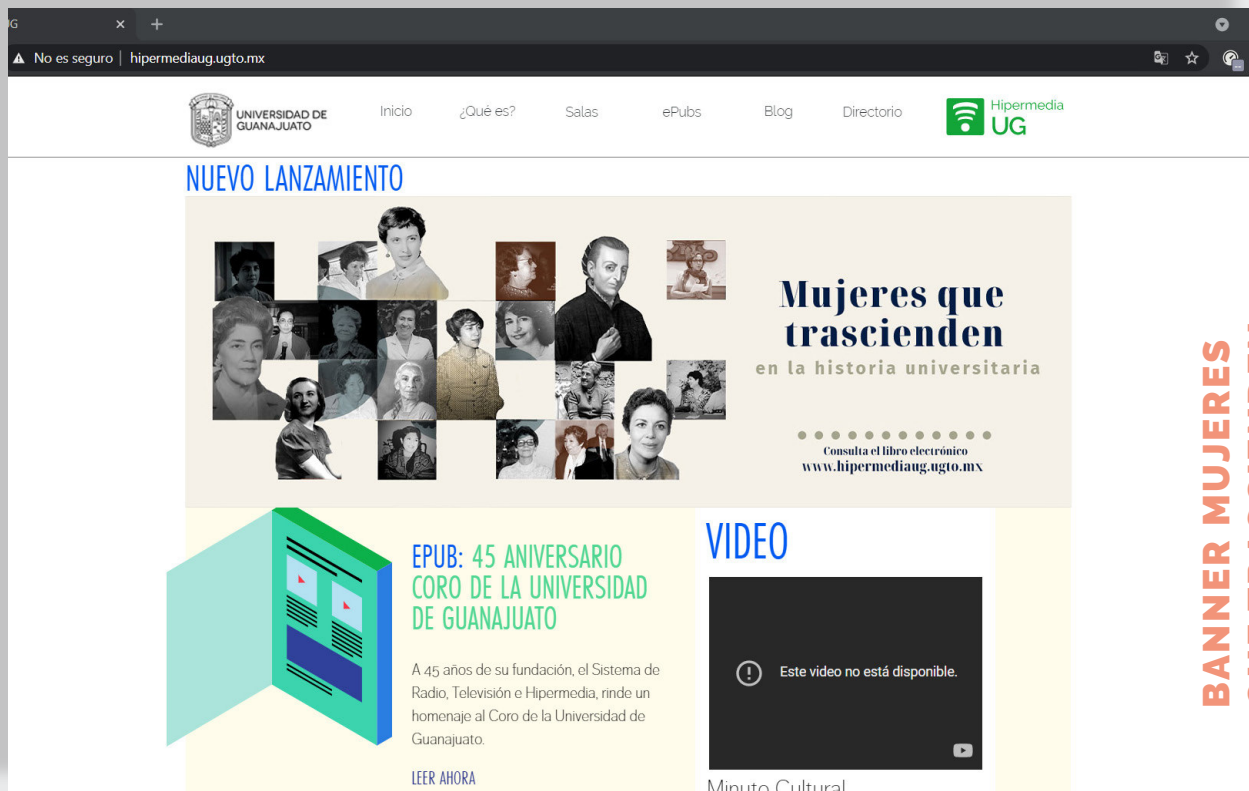 UG
No es seguro | hipermediaug.ugto.mx
UNIVERSIDAD DE
GUANAJUATO
Inicio
¿Qué es?
Salas
ePubs
Blog
Directorio
Hipermedia
UG
NUEVO LANZAMIENTO
Mujeres que
trascienden
en la historia universitaria
Consulta el libro electrónico
www.hipermediaug.ugto.mx
EPUB: 45 ANIVERSARIO
CORO DE LA UNIVERSIDAD
DE GUANAJUATO
A 45 años de su fundación, el Sistema de
Radio, Televisión e Hipermedia, rinde un
homenaje al Coro de la Universidad de
Guanajuato.
LEER AHORA
VIDEO
Este video no está disponible.
Minuto Cultural
BANNER MUJERES